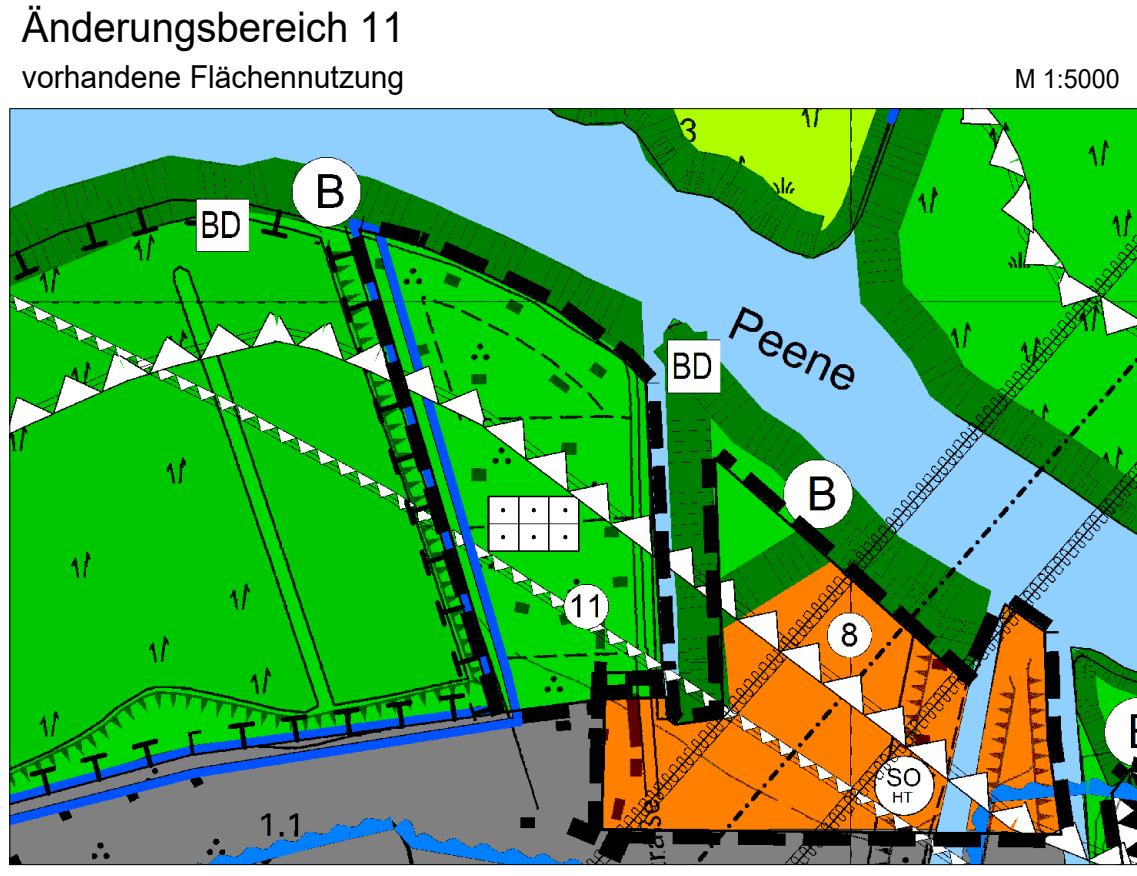 Änderungsbereich 11
vorhandene Flächennutzung
M 1:5000
3
B
BD
Peene
BD
B
11
8
SO
HT
1.1